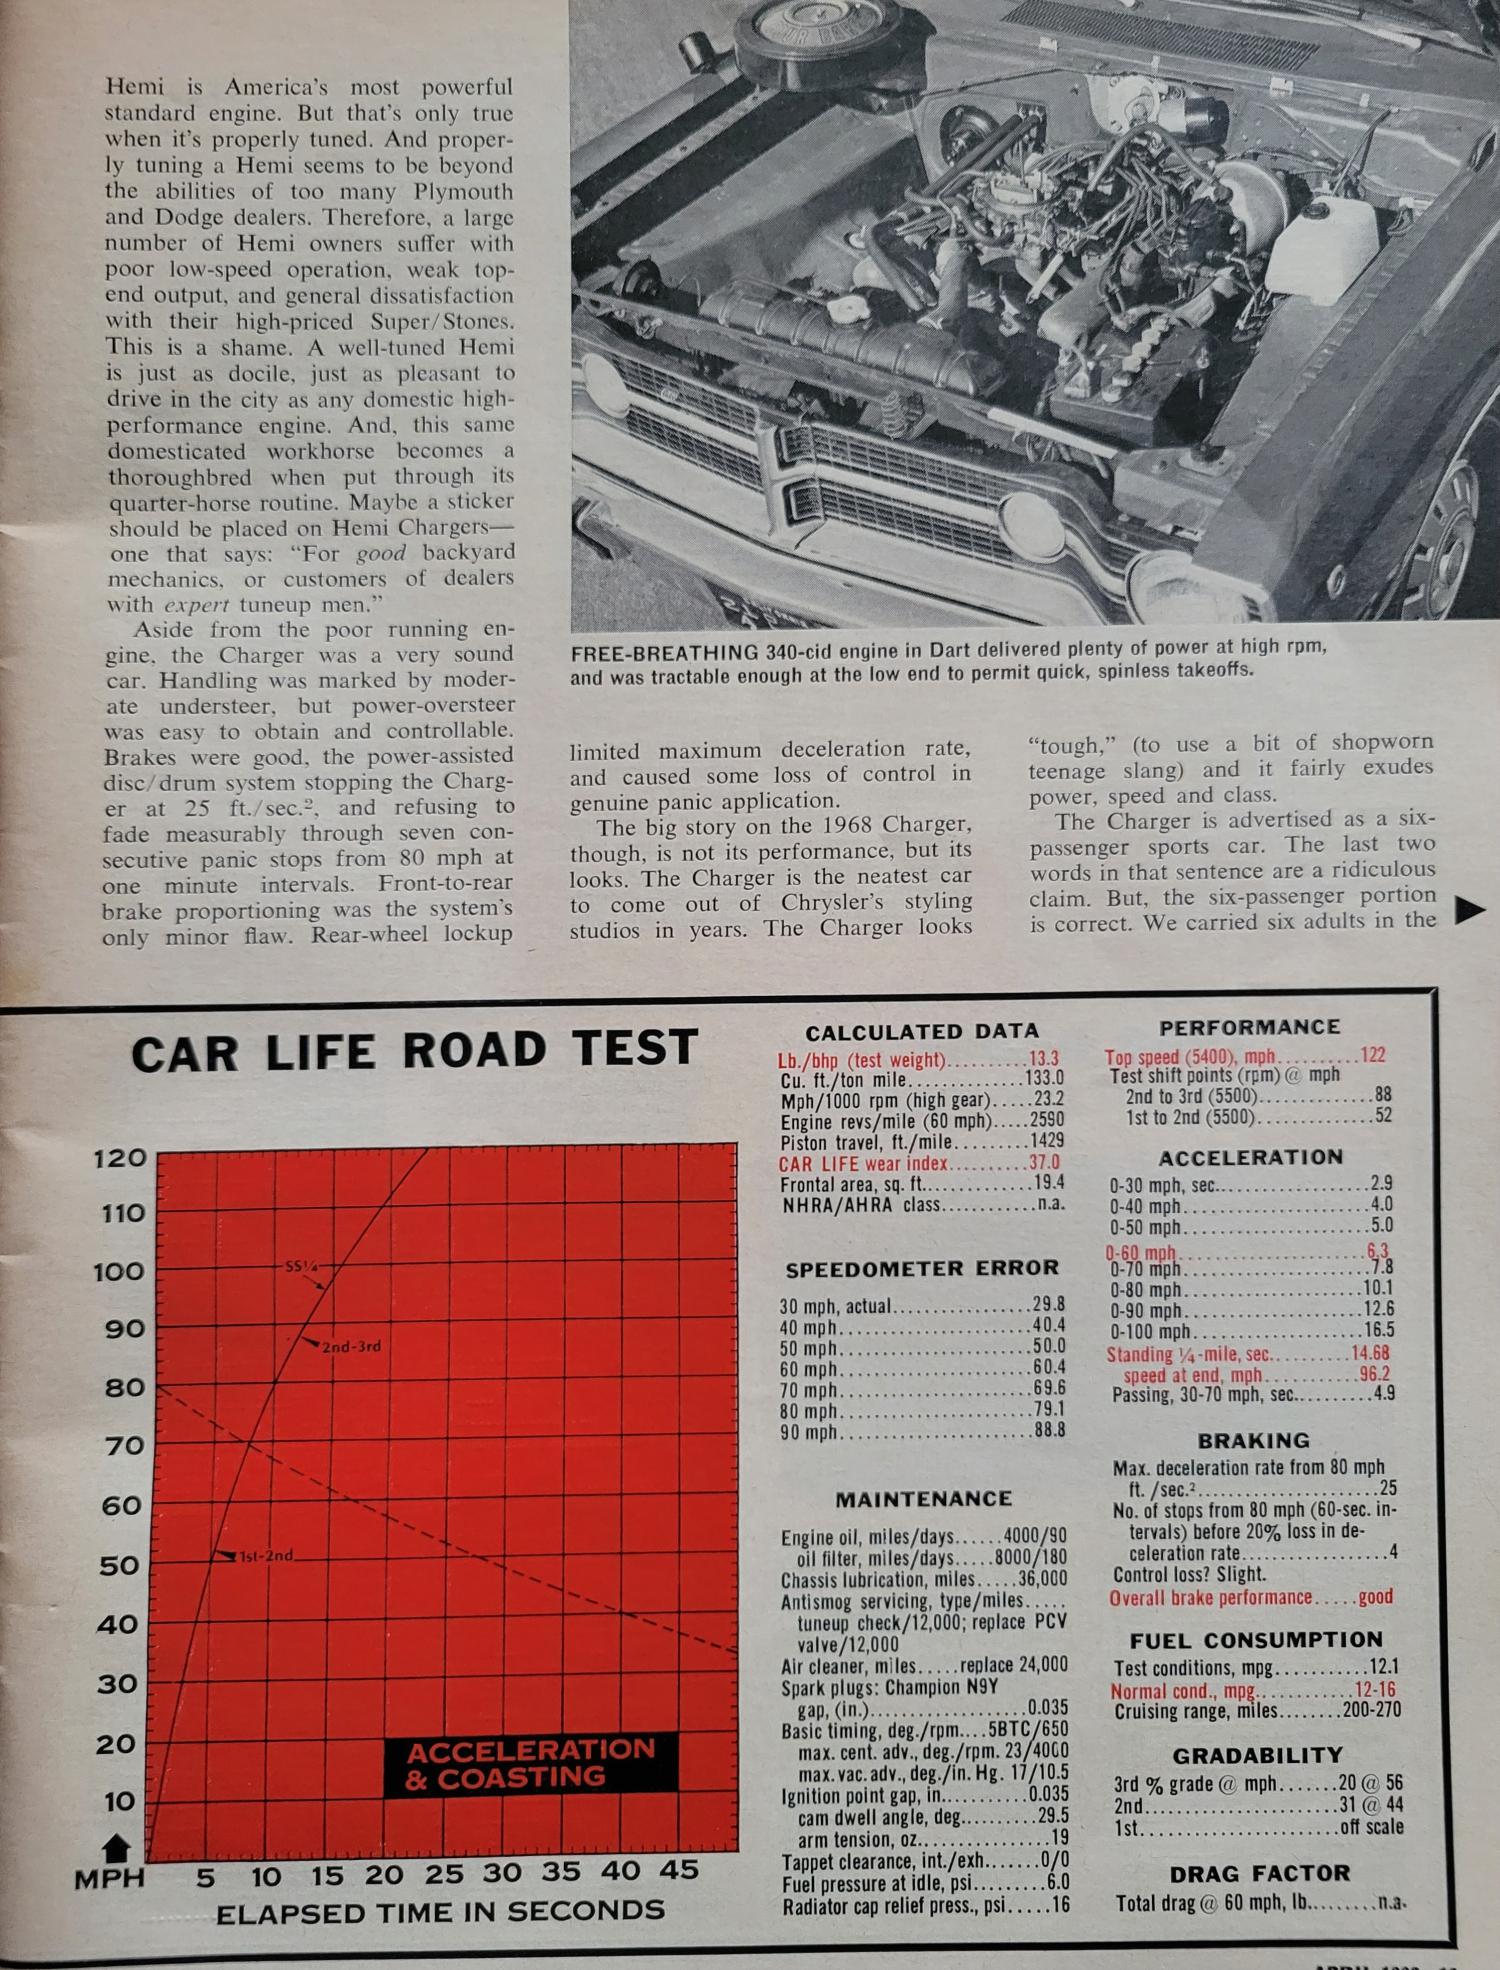 Hemi is America's most powerful
standard engine. But that's only true
when it's properly tuned. And proper-
ly tuning a Hemi seems to be beyond
the abilities of too many Plymouth
and Dodge dealers. Therefore, a large
number of Hemi owners suffer with
poor low-speed operation, weak top-
end output, and general dissatisfaction
with their high-priced Super/Stones.
This is a shame. A well-tuned Hemi
is just as docile, just as pleasant to
drive in the city as any domestic high-
performance engine. And, this same
domesticated workhorse becomes a
thoroughbred when put through its
quarter-horse routine. Maybe a sticker
should be placed on Hemi Chargers—
one that says: “For good backyard
mechanics, or customers of dealers
with expert tuneup men.”
Aside from the poor running en-
gine, the Charger was a very sound
car. Handling was marked by moder-
ate understeer, but power-oversteer
was easy to obtain and controllable.
Brakes were good, the power-assisted
disc/drum system stopping the Charg-
er at 25 ft./sec.², and refusing to
fade measurably through seven con-
secutive panic stops from 80 mph at
one minute intervals. Front-to-rear
brake proportioning was the system's
only minor flaw. Rear-wheel lockup
FREE-BREATHING 340-cid engine in Dart delivered plenty of power at high rpm,
and was tractable enough at the low end to permit quick, spinless takeoffs.
limited maximum deceleration rate,
and caused some loss of control in
genuine panic application.
The big story on the 1968 Charger,
though, is not its performance, but its
looks. The Charger is the neatest car
to come out of Chrysler's styling
studios in years. The Charger looks
“tough,” (to use a bit of shopworn
teenage slang) and it fairly exudes
power, speed and class.
The Charger is advertised as a six-
passenger sports car. The last two
words in that sentence are a ridiculous
claim. But, the six-passenger portion
is correct. We carried six adults in the
CAR LIFE ROAD TEST
120
110
100
90
80
70
60
50
40
30
20
10
MPH
SS¼
2nd-3rd
1st-2nd
ACCELERATION
& COASTING
5 10 15 20 25 30 35 40 45
ELAPSED TIME IN SECONDS
CALCULATED DATA
Lb./bhp (test weight)..........13.3
Cu. ft./ton mile..............133.0
Mph/1000 rpm (high gear).....23.2
Engine revs/mile (60 mph).....2590
Piston travel, ft./mile.........1429
CAR LIFE wear index..........37.0
Frontal area, sq. ft.............19.4
NHRA/AHRA class............n.a.
SPEEDOMETER ERROR
30 mph, actual.................29.8
40 mph.......................40.4
50 mph.......................50.0
60 mph.......................60.4
70 mph.......................69.6
80 mph.......................79.1
90 mph.......................88.8
MAINTENANCE
Engine oil, miles/days......4000/90
oil filter, miles/days.....8000/180
Chassis lubrication, miles.....36,000
Antismog servicing, type/miles.....
tuneup check/12,000; replace PCV
valve/12,000
Air cleaner, miles.....replace 24,000
Spark plugs: Champion N9Y
gap, (in.)...................0.035
Basic timing, deg./rpm....5BTC/650
max. cent. adv., deg./rpm. 23/4000
max. vac. adv., deg./in. Hg. 17/10.5
Ignition point gap, in...........0.035
cam dwell angle, deg.........29.5
arm tension, oz................19
Tappet clearance, int./exh.......0/0
Fuel pressure at idle, psi.........6.0
Radiator cap relief press., psi.....16
PERFORMANCE
Top speed (5400), mph..........122
Test shift points (rpm) @ mph
2nd to 3rd (5500)..............88
1st to 2nd (5500)..............52
ACCELERATION
0-30 mph, sec...................2.9
0-40 mph.......................4.0
0-50 mph.......................5.0
0-60 mph.......................6.3
0-70 mph.......................7.8
0-80 mph......................10.1
0-90 mph......................12.6
0-100 mph.....................16.5
Standing ¼-mile, sec..........14.68
speed at end, mph...........96.2
Passing, 30-70 mph, sec..........4.9
BRAKING
Max. deceleration rate from 80 mph
ft. /sec.²......................25
No. of stops from 80 mph (60-sec. in-
tervals) before 20% loss in de-
celeration rate..................4
Control loss? Slight.
Overall brake performance.....good
FUEL CONSUMPTION
Test conditions, mpg...........12.1
Normal cond., mpg............12-16
Cruising range, miles........200-270
GRADABILITY
3rd % grade @ mph.......20 @ 56
2nd.......................31 @ 44
1st........................off scale
DRAG FACTOR
Total drag @ 60 mph, lb.........n.a.